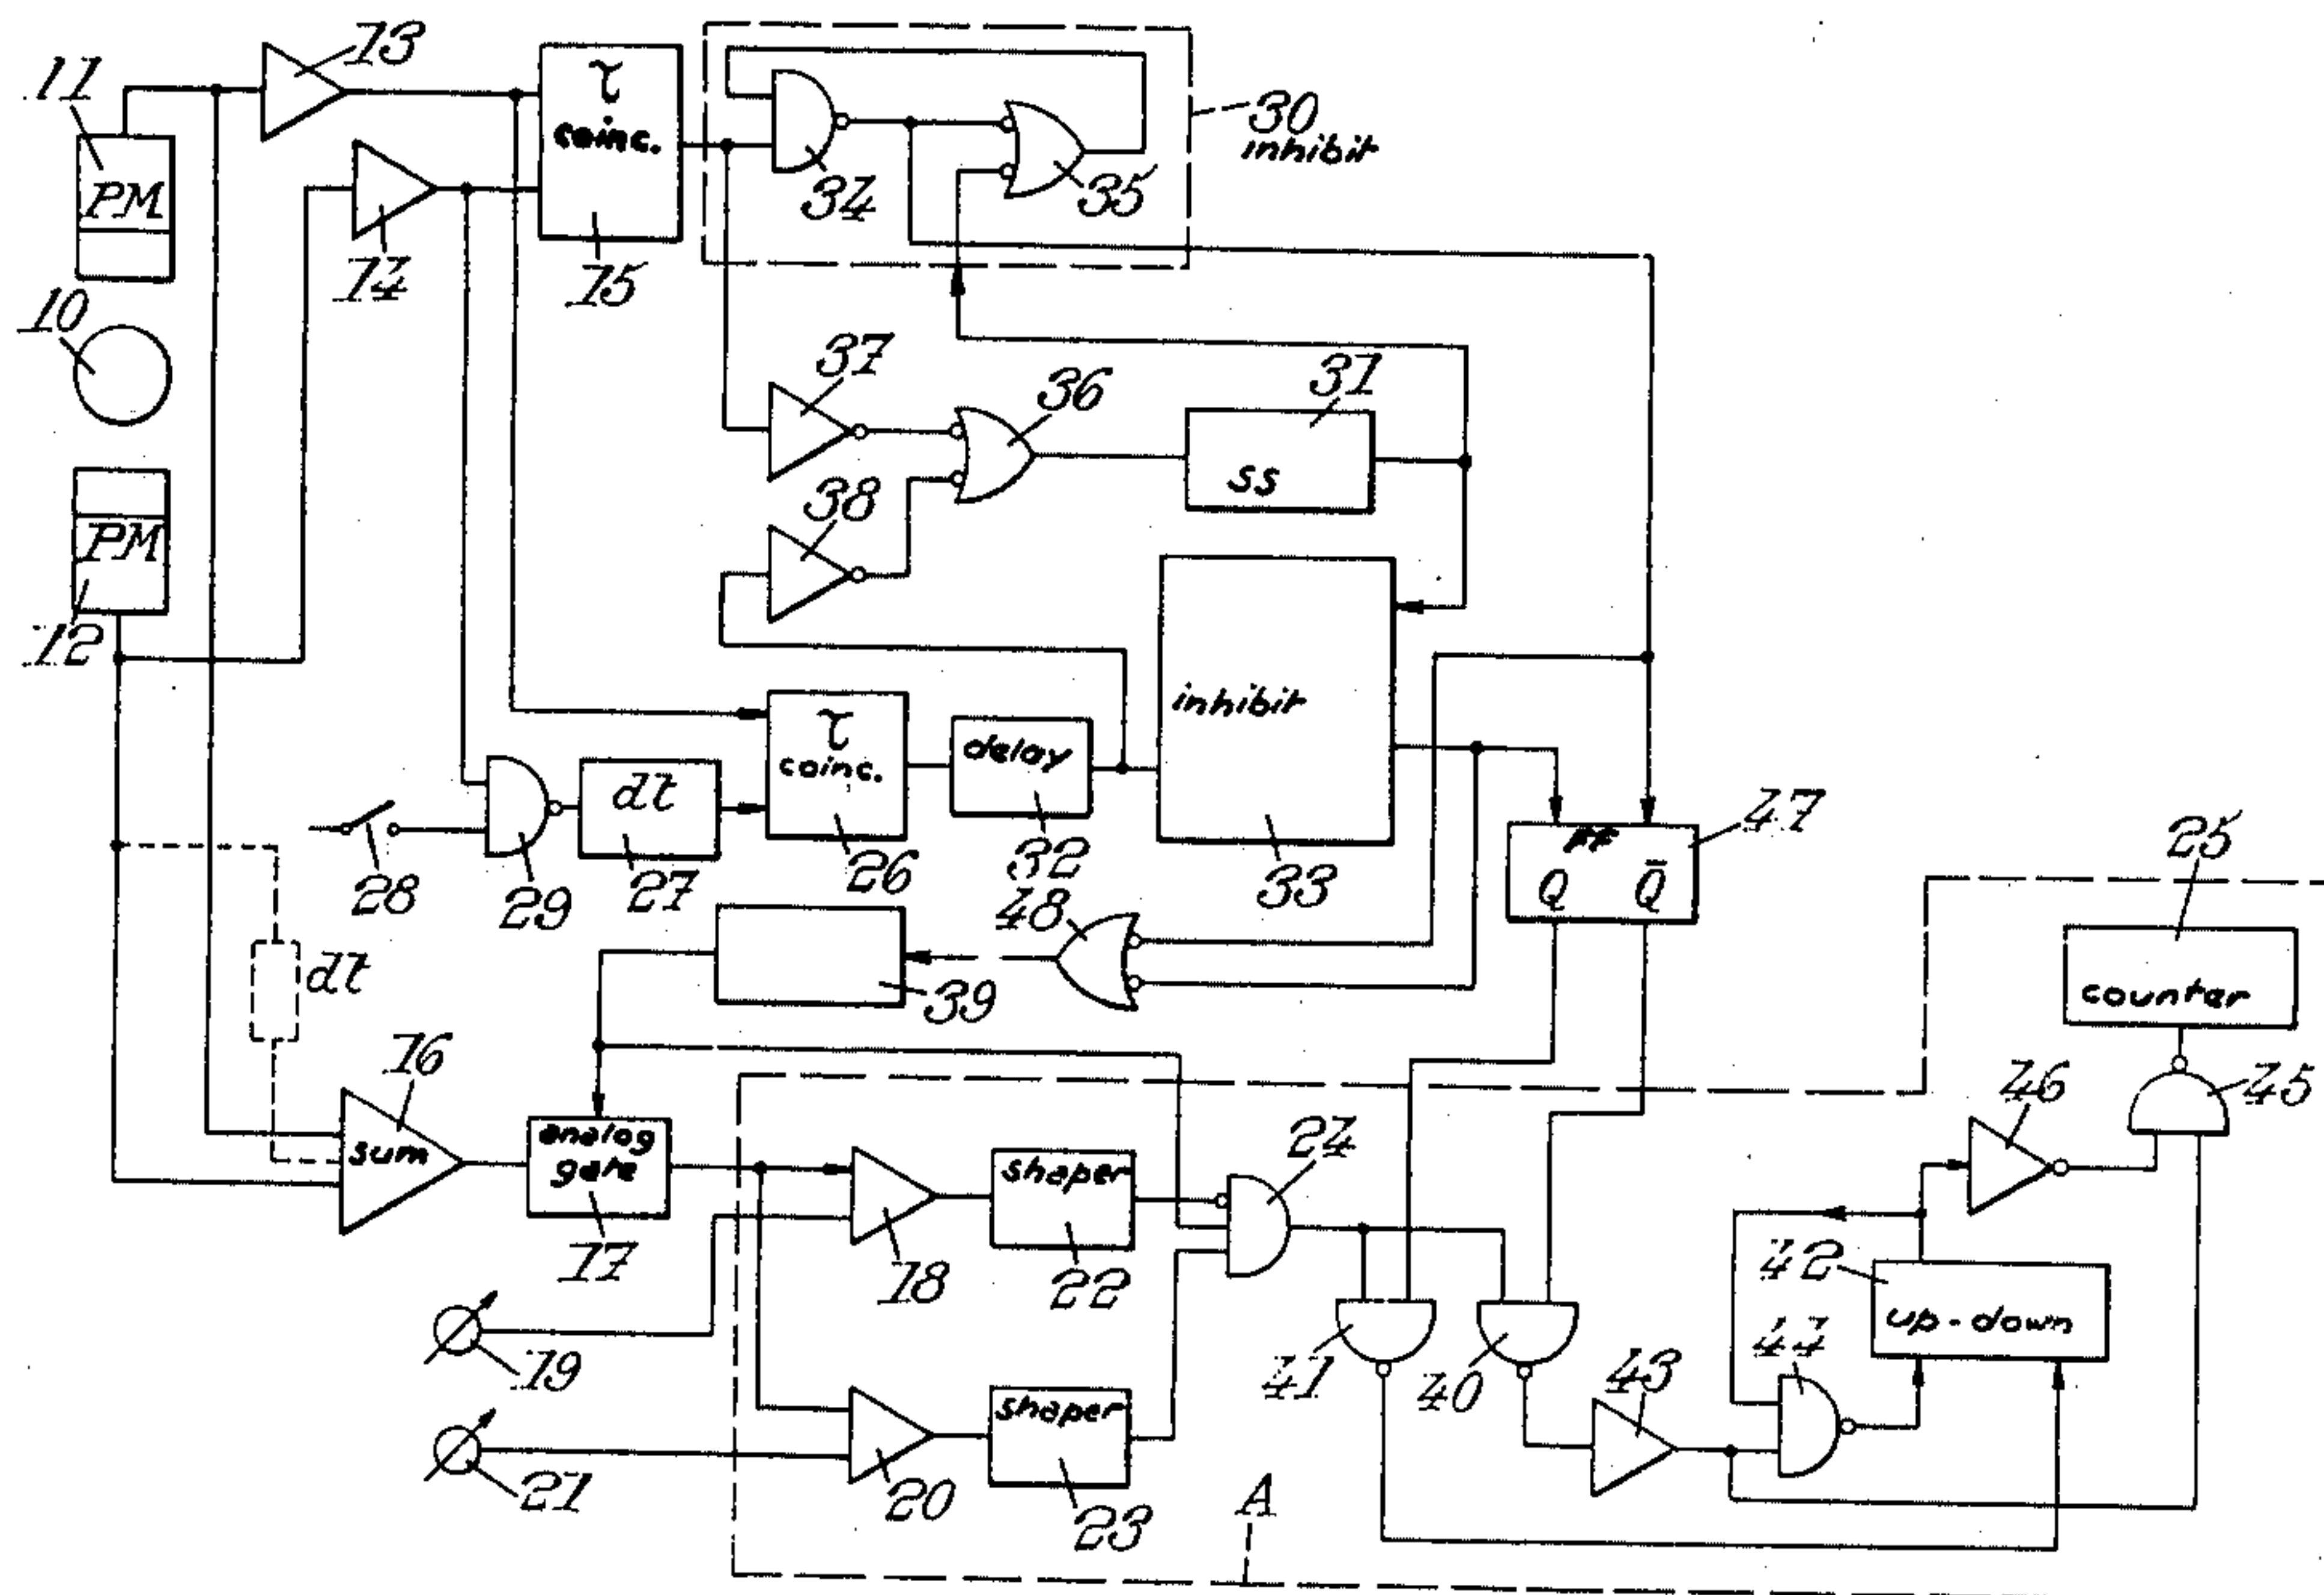 13
11
τ
coinc.
30
inhibit
PM
34
35
14
15
10
37
36
31
ss
38
PM
12
inhibit
τ
coinc.
delay
dt
47
28
29
27
26
32
33
FF
Q Q̄
25
48
counter
dt
39
16
46
45
sum
analog
gate
24
shaper
17
18
22
42
up-down
44
19
41
40
43
shaper
21
20
23
A